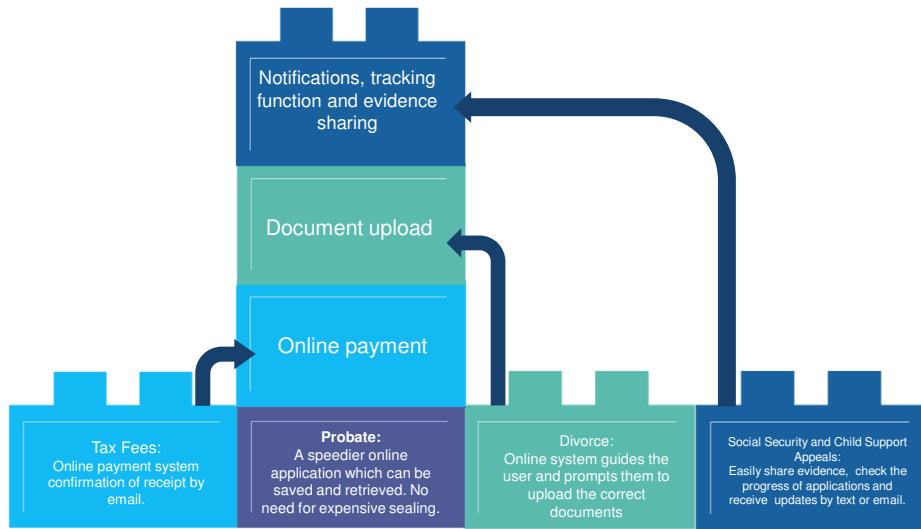 Notifications, tracking
function and evidence
sharing
Document upload
Online payment
Tax Fees:
Online payment system
confirmation of receipt by
email.
Probate:
A speedier online
application which can be
saved and retrieved. No
need for expensive sealing.
Divorce:
Online system guides the
user and prompts them to
upload the correct
documents
Social Security and Child Support
Appeals:
Easily share evidence, check the
progress of applications and
receive updates by text or email.